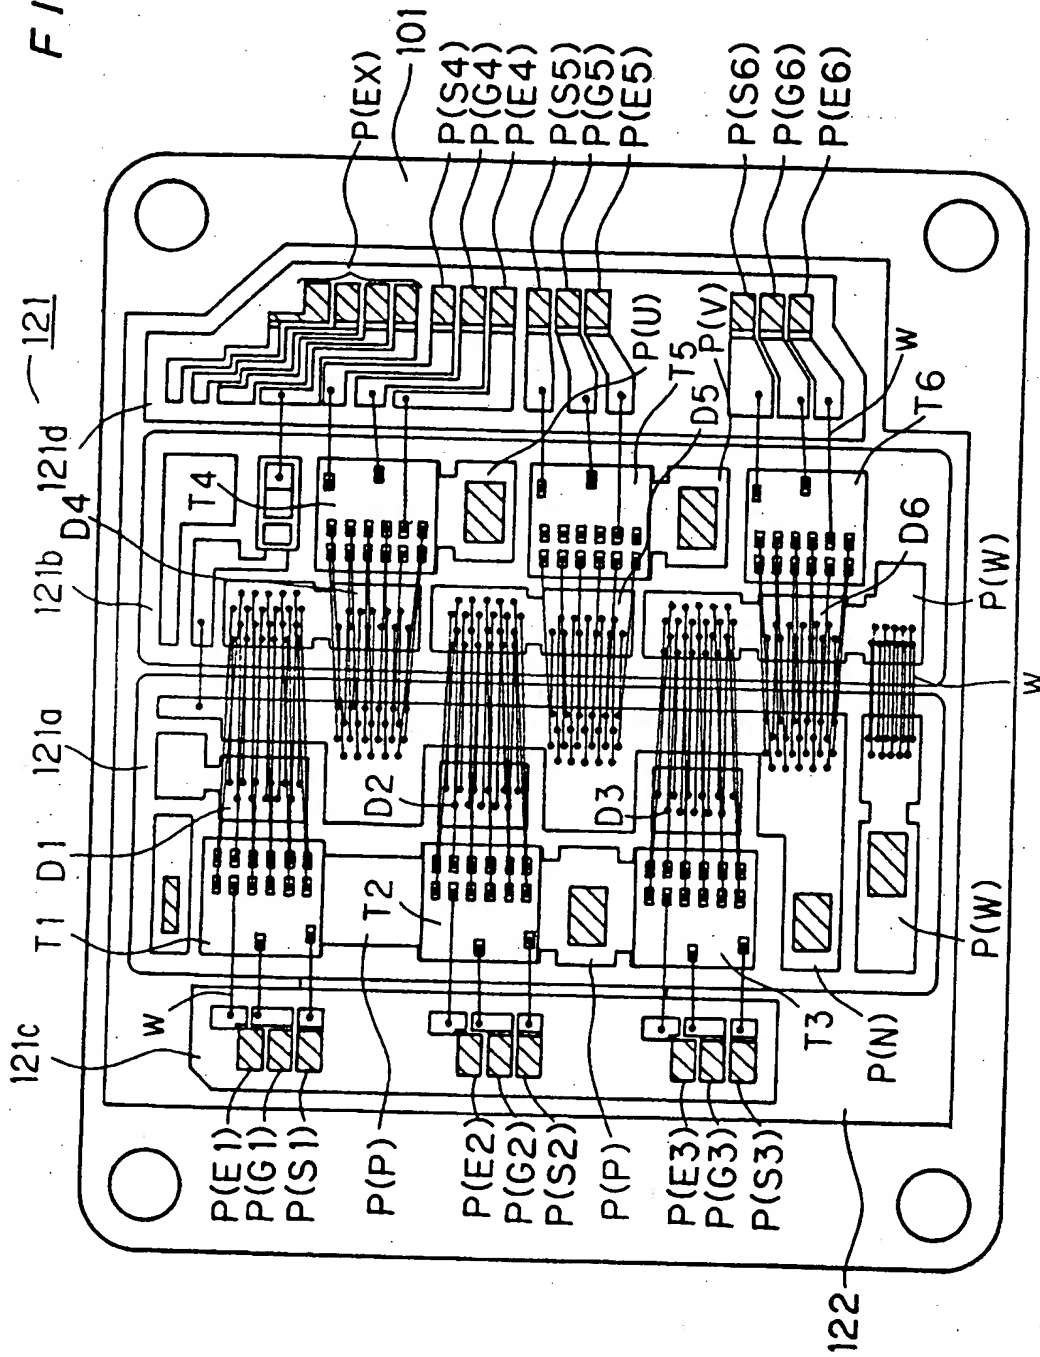 FI
121
101
P(EX)
P(S4)
P(G4)
P(E4)
P(S5)
P(G5)
P(E5)
P(S6)
P(G6)
P(E6)
121d
121b
D4
T4
P(U)
T5
D5
P(V)
W
T6
D6
P(W)
W
121a
D1
T1
D2
T2
D3
P(W)
121c
W
T3
P(N)
P(E1)
P(G1)
P(S1)
P(P)
P(E2)
P(G2)
P(S2)
P(P)
P(E3)
P(G3)
P(S3)
122